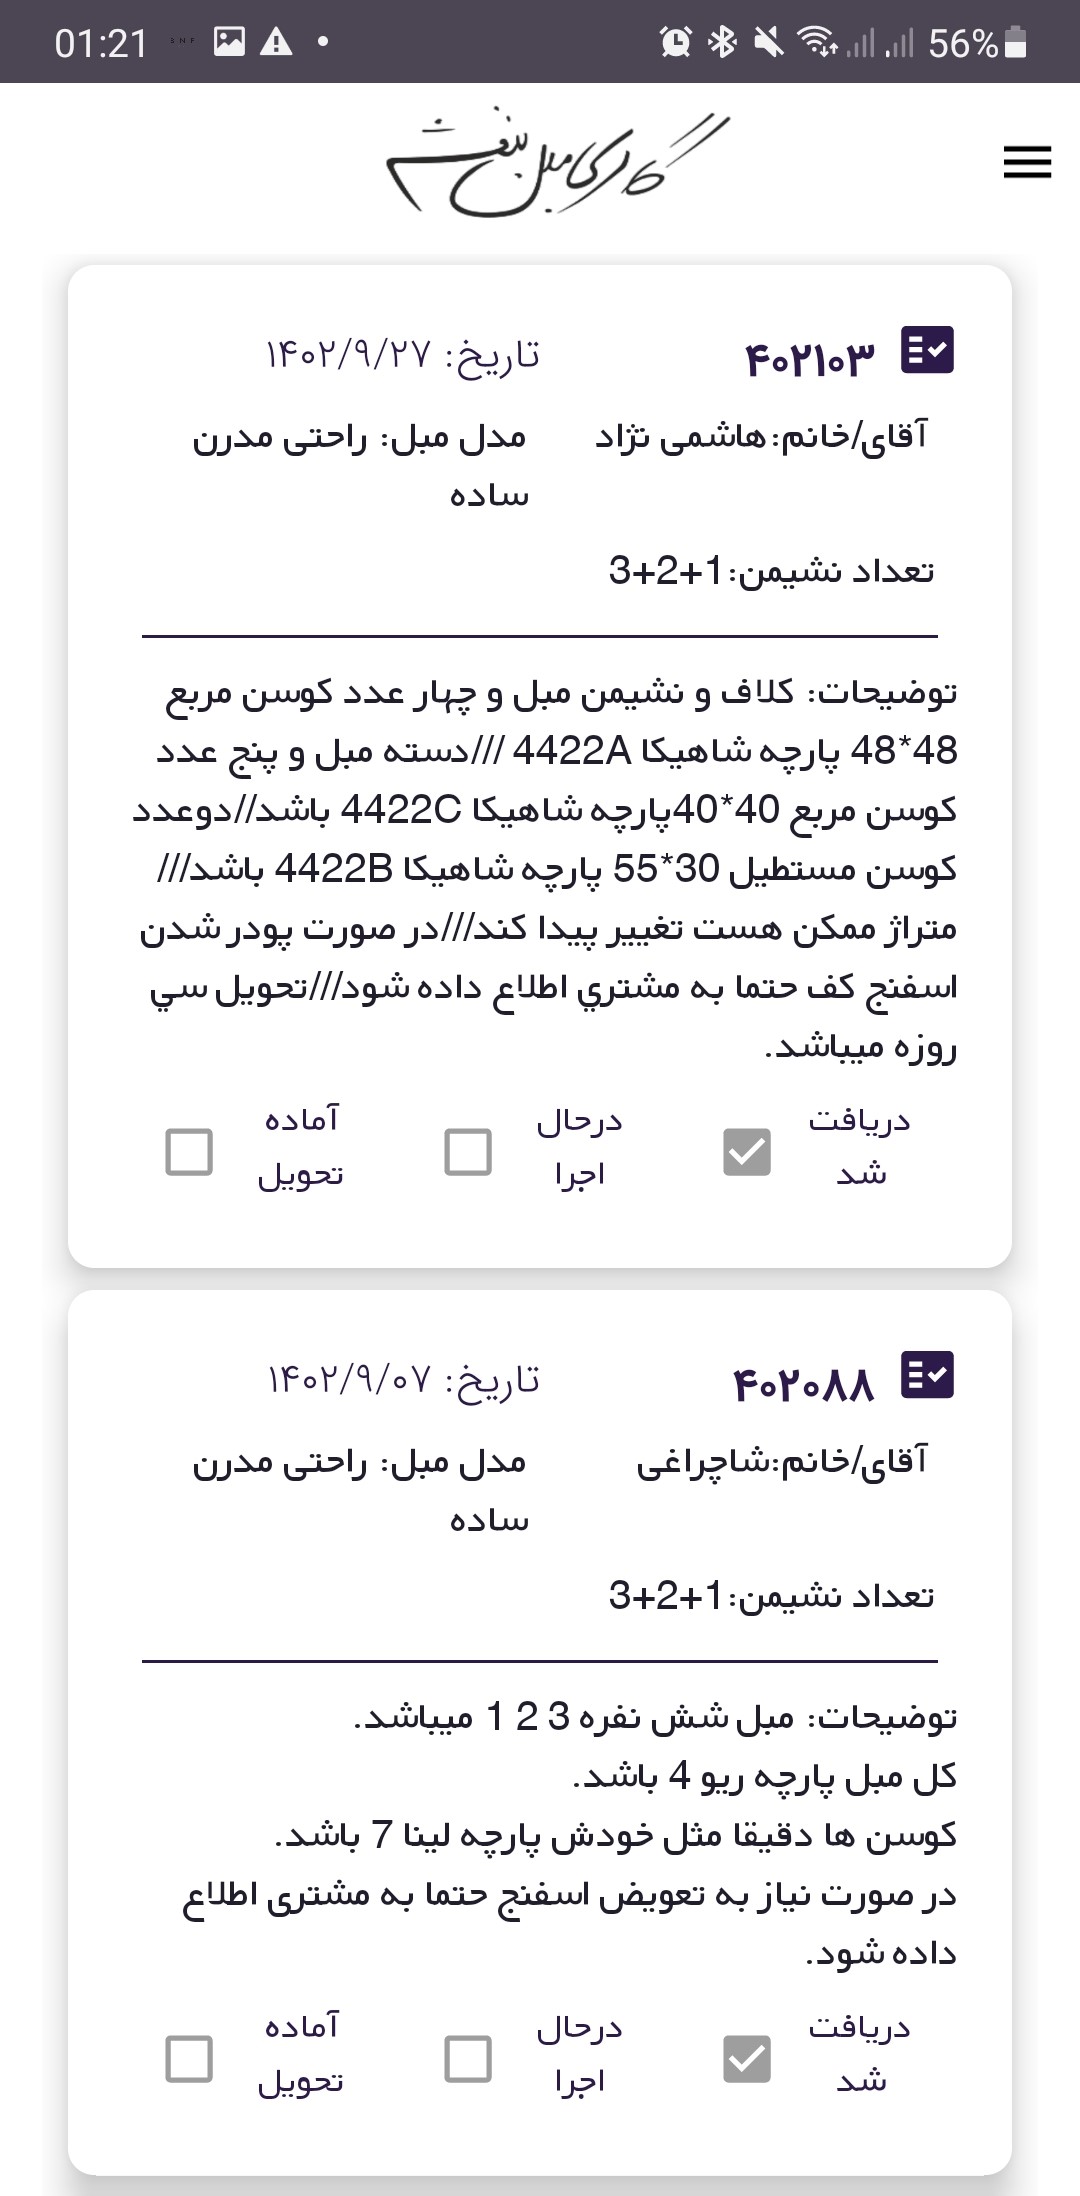 01:21
56%
گالری مبل بنفش
۴۰۲۱۰۳
تاریخ: ۱۴۰۲/۹/۲۷
آقای/خانم:هاشمی نژاد
مدل مبل: راحتی مدرن
ساده
تعداد نشیمن:1+2+3
توضیحات: کلاف و نشیمن مبل و چهار عدد کوسن مربع
48*48 پارچه شاهیکا 4422A ///دسته مبل و پنج عدد
کوسن مربع 40*40پارچه شاهیکا 4422C باشد//دوعدد
کوسن مستطیل 30*55 پارچه شاهیکا 4422B باشد///
متراژ ممکن هست تغییر پیدا کند///در صورت پودر شدن
اسفنج کف حتما به مشتري اطلاع داده شود///تحویل سي
روزه میباشد.
دریافت
شد
درحال
اجرا
آماده
تحویل
۴۰۲۰۸۸
تاریخ: ۱۴۰۲/۹/۰۷
آقای/خانم:شاچراغی
مدل مبل: راحتی مدرن
ساده
تعداد نشیمن:1+2+3
توضیحات: مبل شش نفره 3 2 1 میباشد.
کل مبل پارچه ریو 4 باشد.
کوسن ها دقیقا مثل خودش پارچه لینا 7 باشد.
در صورت نیاز به تعویض اسفنج حتما به مشتری اطلاع
داده شود.
دریافت
شد
درحال
اجرا
آماده
تحویل